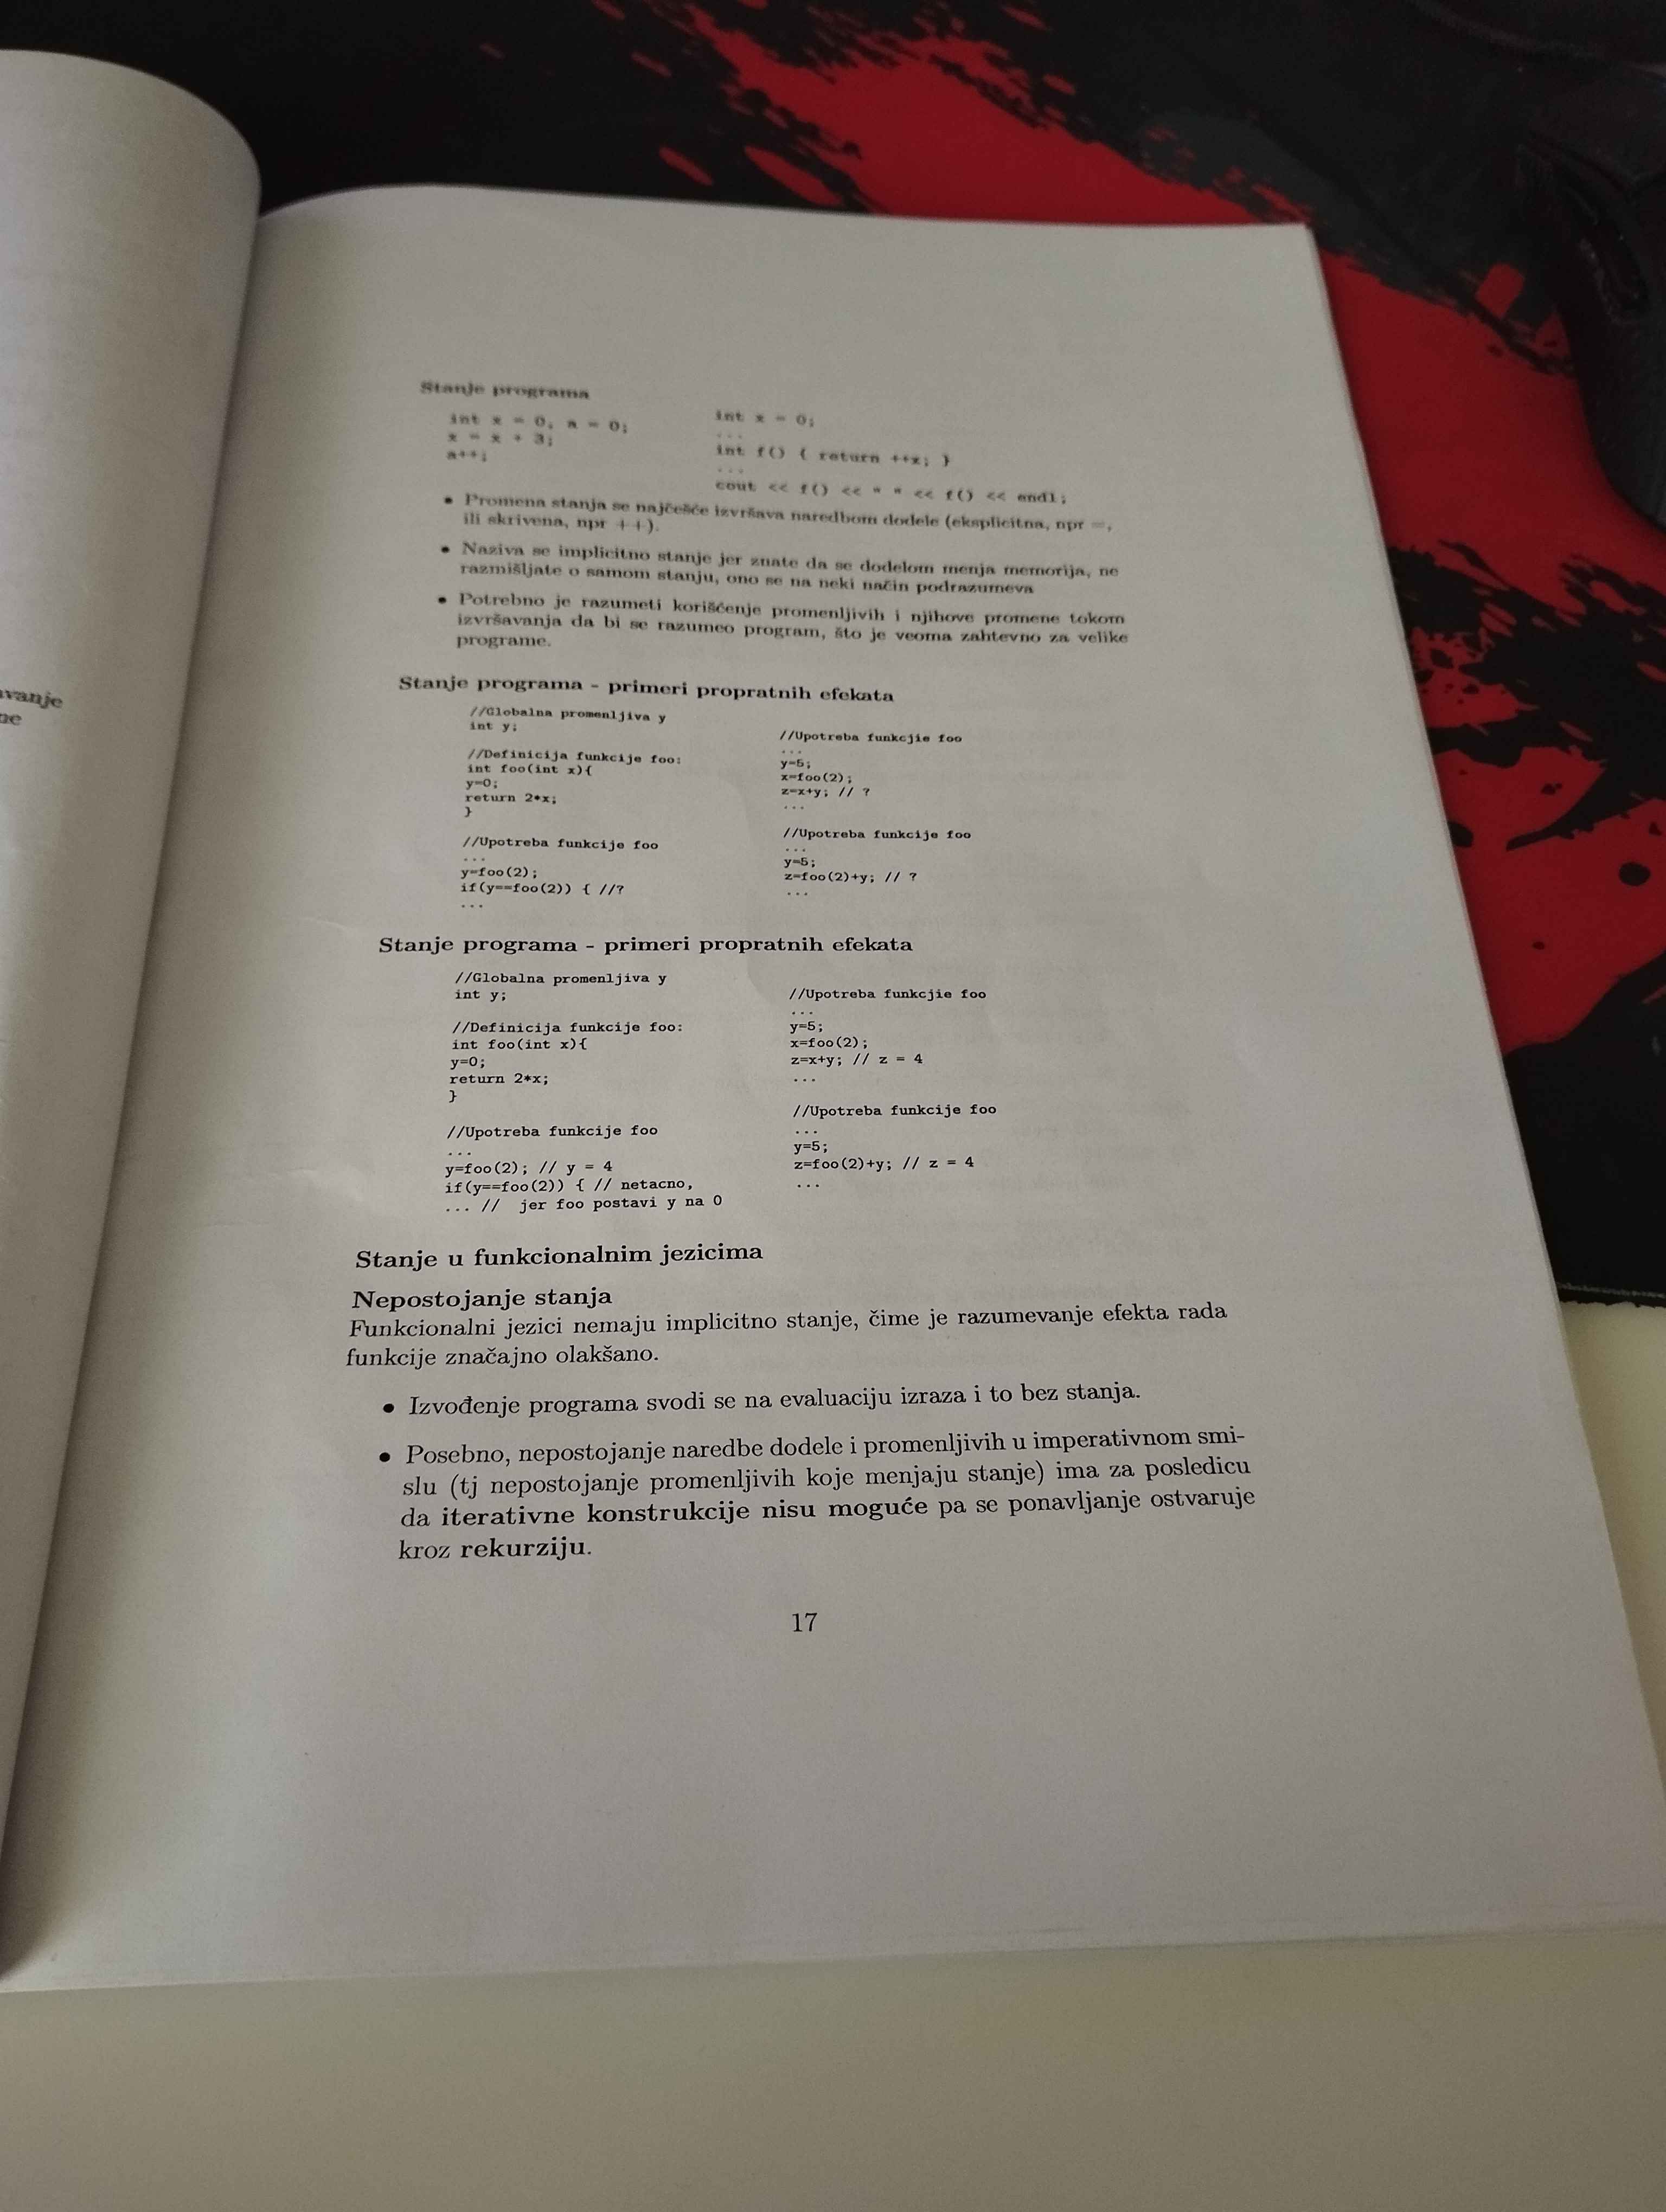 avanje
ne
Stanje programa
int x = 0, a = 0;
x = x + 3;
a++;
int x = 0;
...
int f() { return ++x; }
...
cout << f() << " " << f() << endl;
• Promena stanja se najčešće izvršava naredbom dodele (eksplicitna, npr =,
ili skrivena, npr ++).
• Naziva se implicitno stanje jer znate da se dodelom menja memorija, ne
razmišljate o samom stanju, ono se na neki način podrazumeva
• Potrebno je razumeti korišćenje promenljivih i njihove promene tokom
izvršavanja da bi se razumeo program, što je veoma zahtevno za velike
programe.
Stanje programa - primeri propratnih efekata
//Globalna promenljiva y
int y;
//Definicija funkcije foo:
int foo(int x){
y=0;
return 2*x;
}
//Upotreba funkcije foo
...
y=foo(2);
if(y==foo(2)) { //?
...
//Upotreba funkcjie foo
...
y=5;
x=foo(2);
z=x+y; // ?
...
//Upotreba funkcije foo
...
y=5;
z=foo(2)+y; // ?
...
Stanje programa - primeri propratnih efekata
//Globalna promenljiva y
int y;
//Definicija funkcije foo:
int foo(int x){
y=0;
return 2*x;
}
//Upotreba funkcije foo
...
y=foo(2); // y = 4
if(y==foo(2)) { // netacno,
... // jer foo postavi y na 0
//Upotreba funkcjie foo
...
y=5;
x=foo(2);
z=x+y; // z = 4
...
//Upotreba funkcije foo
...
y=5;
z=foo(2)+y; // z = 4
...
Stanje u funkcionalnim jezicima
Nepostojanje stanja
Funkcionalni jezici nemaju implicitno stanje, čime je razumevanje efekta rada
funkcije značajno olakšano.
• Izvođenje programa svodi se na evaluaciju izraza i to bez stanja.
• Posebno, nepostojanje naredbe dodele i promenljivih u imperativnom smi-
slu (tj nepostojanje promenljivih koje menjaju stanje) ima za posledicu
da iterativne konstrukcije nisu moguće pa se ponavljanje ostvaruje
kroz rekurziju.
17